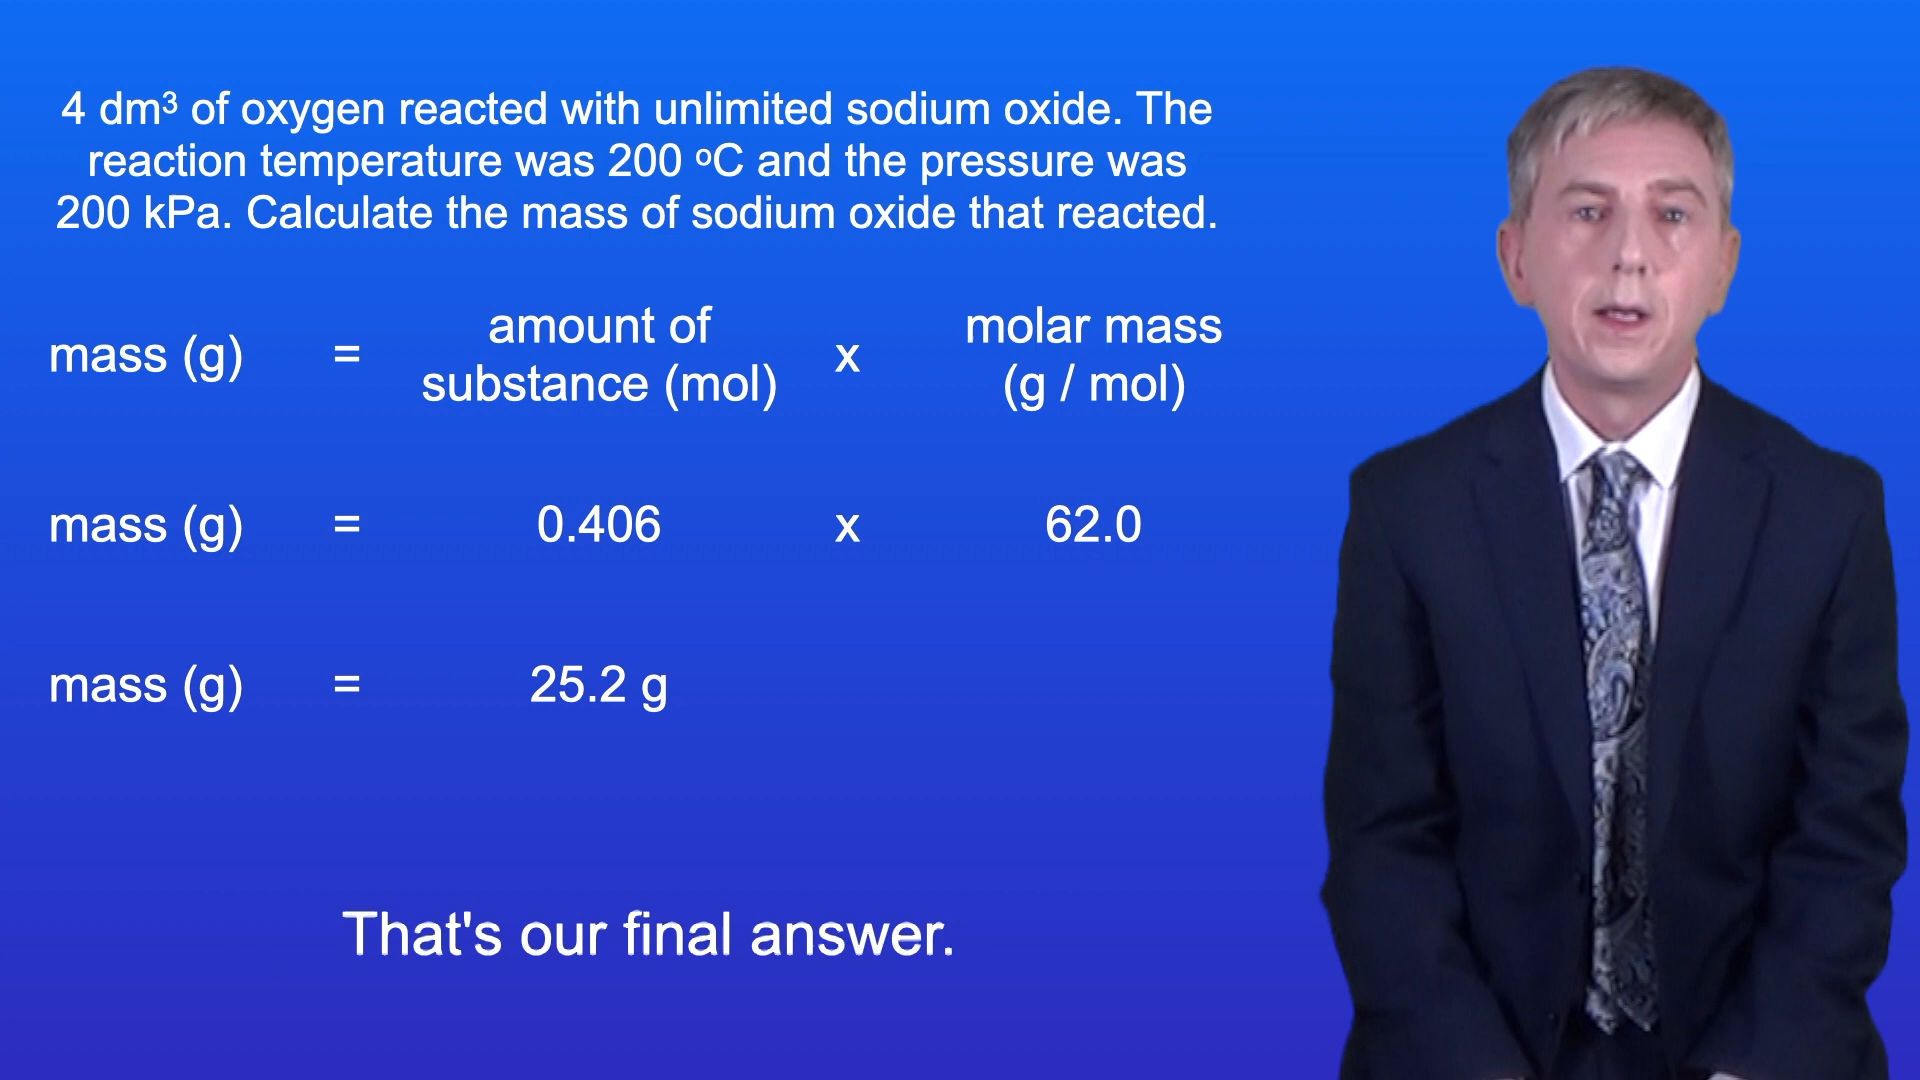 4 dm³ of oxygen reacted with unlimited sodium oxide. The
reaction temperature was 200 ºC and the pressure was
200 kPa. Calculate the mass of sodium oxide that reacted.
mass (g) = amount of substance (mol) x molar mass (g / mol)
mass (g) = 0.406 x 62.0
mass (g) = 25.2 g
That's our final answer.